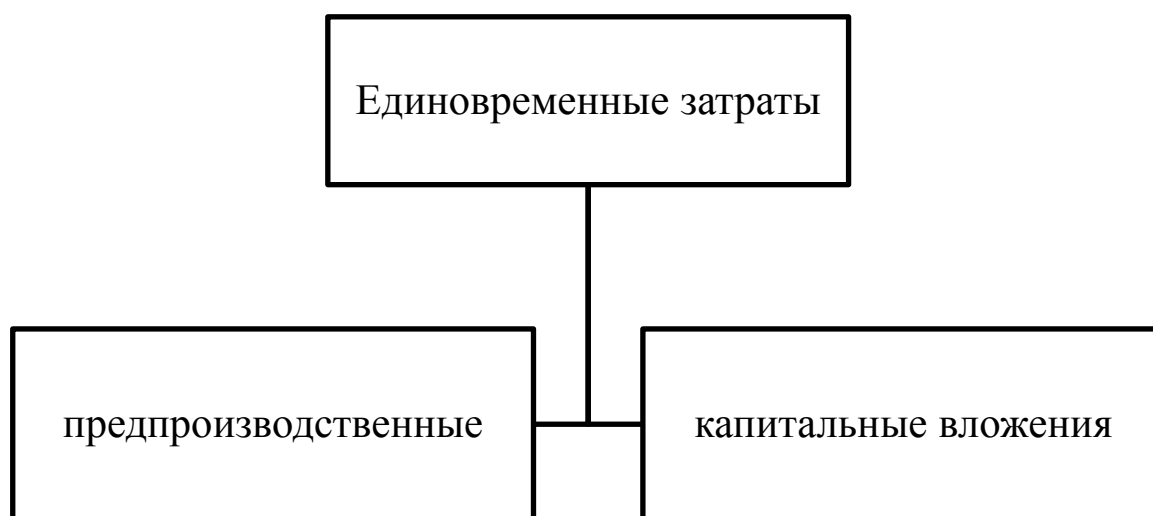 Единовременные затраты
предпроизводственные
капитальные вложения